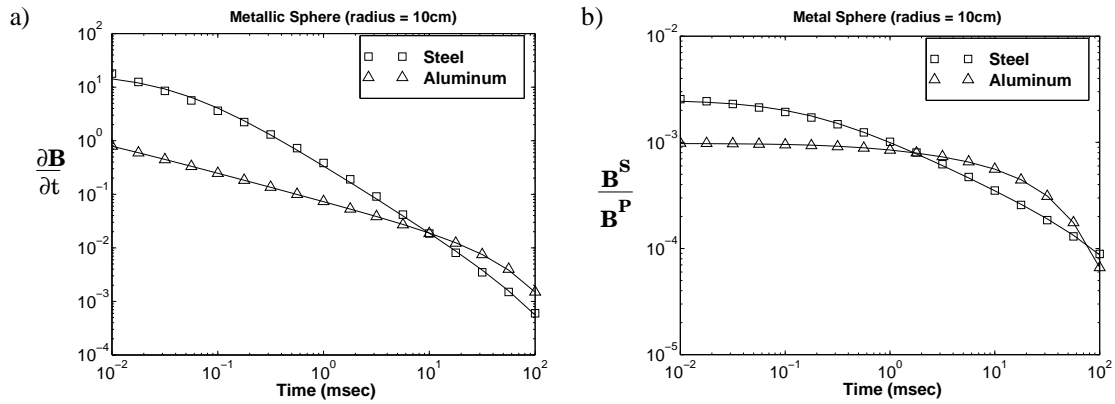 a)
Metallic Sphere (radius = 10cm)
10^2
10^1
10^0
10^-1
10^-2
10^-3
10^-4
∂B
∂t
Steel
Aluminum
10^-2
10^-1
10^0
10^1
10^2
Time (msec)
b)
Metal Sphere (radius = 10cm)
10^-2
10^-3
10^-4
10^-5
B^S
B^P
Steel
Aluminum
10^-2
10^-1
10^0
10^1
10^2
Time (msec)